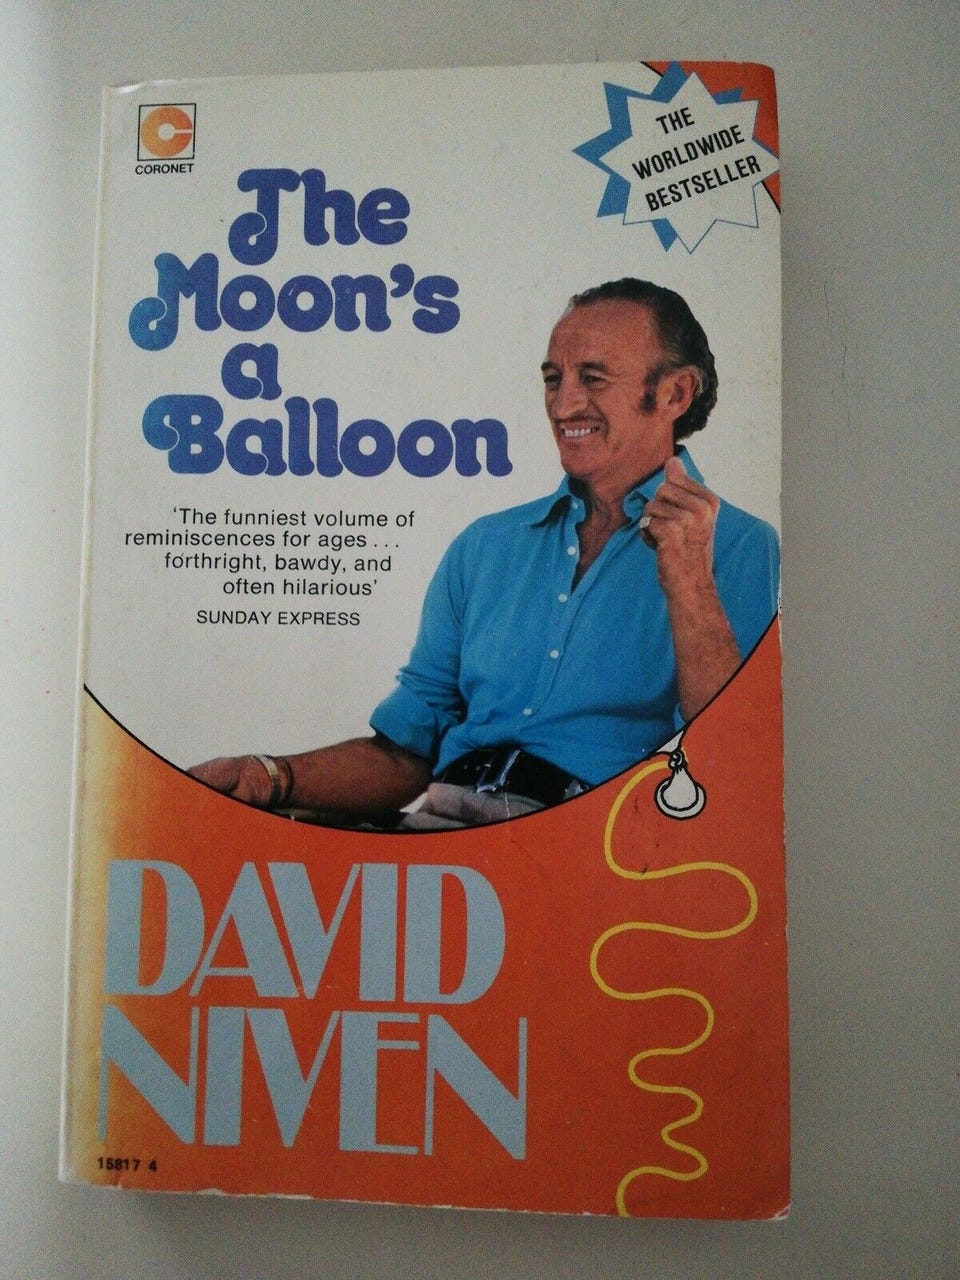 CORONET
THE
WORLDWIDE
BESTSELLER
The
Moon's
a
Balloon
'The funniest volume of
reminiscences for ages...
forthright, bawdy, and
often hilarious'
SUNDAY EXPRESS
DAVID
NIVEN
15817 4